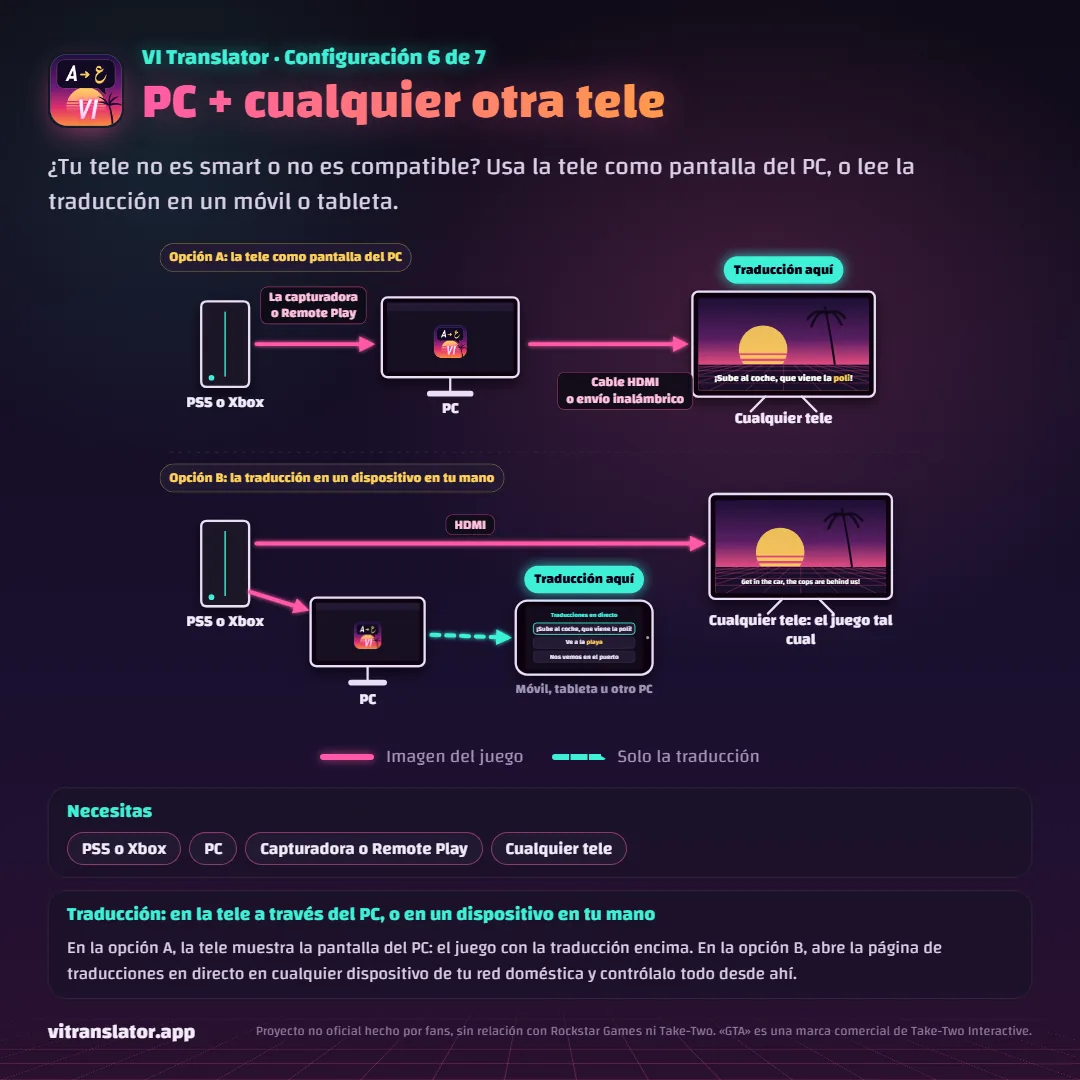 A→ع
VI
VI Translator · Configuración 6 de 7
PC + cualquier otra tele
¿Tu tele no es smart o no es compatible? Usa la tele como pantalla del PC, o lee la
traducción en un móvil o tableta.
Opción A: la tele como pantalla del PC
Traducción aquí
La capturadora
o Remote Play
A→ع
VI
¡Sube al coche, que viene la poli!
Cable HDMI
o envío inalámbrico
PS5 o Xbox
PC
Cualquier tele
Opción B: la traducción en un dispositivo en tu mano
HDMI
Traducción aquí
Get in the car, the cops are behind us!
Traducciones en directo
¡Sube al coche, que viene la poli!
Ve a la playa
Nos vemos en el puerto
A→ع
VI
PS5 o Xbox
Cualquier tele: el juego tal
cual
Móvil, tableta u otro PC
PC
Imagen del juego
Solo la traducción
Necesitas
PS5 o Xbox
PC
Capturadora o Remote Play
Cualquier tele
Traducción: en la tele a través del PC, o en un dispositivo en tu mano
En la opción A, la tele muestra la pantalla del PC: el juego con la traducción encima. En la opción B, abre la página de
traducciones en directo en cualquier dispositivo de tu red doméstica y contrólalo todo desde ahí.
vitranslator.app
Proyecto no oficial hecho por fans, sin relación con Rockstar Games ni Take-Two. «GTA» es una marca comercial de Take-Two Interactive.